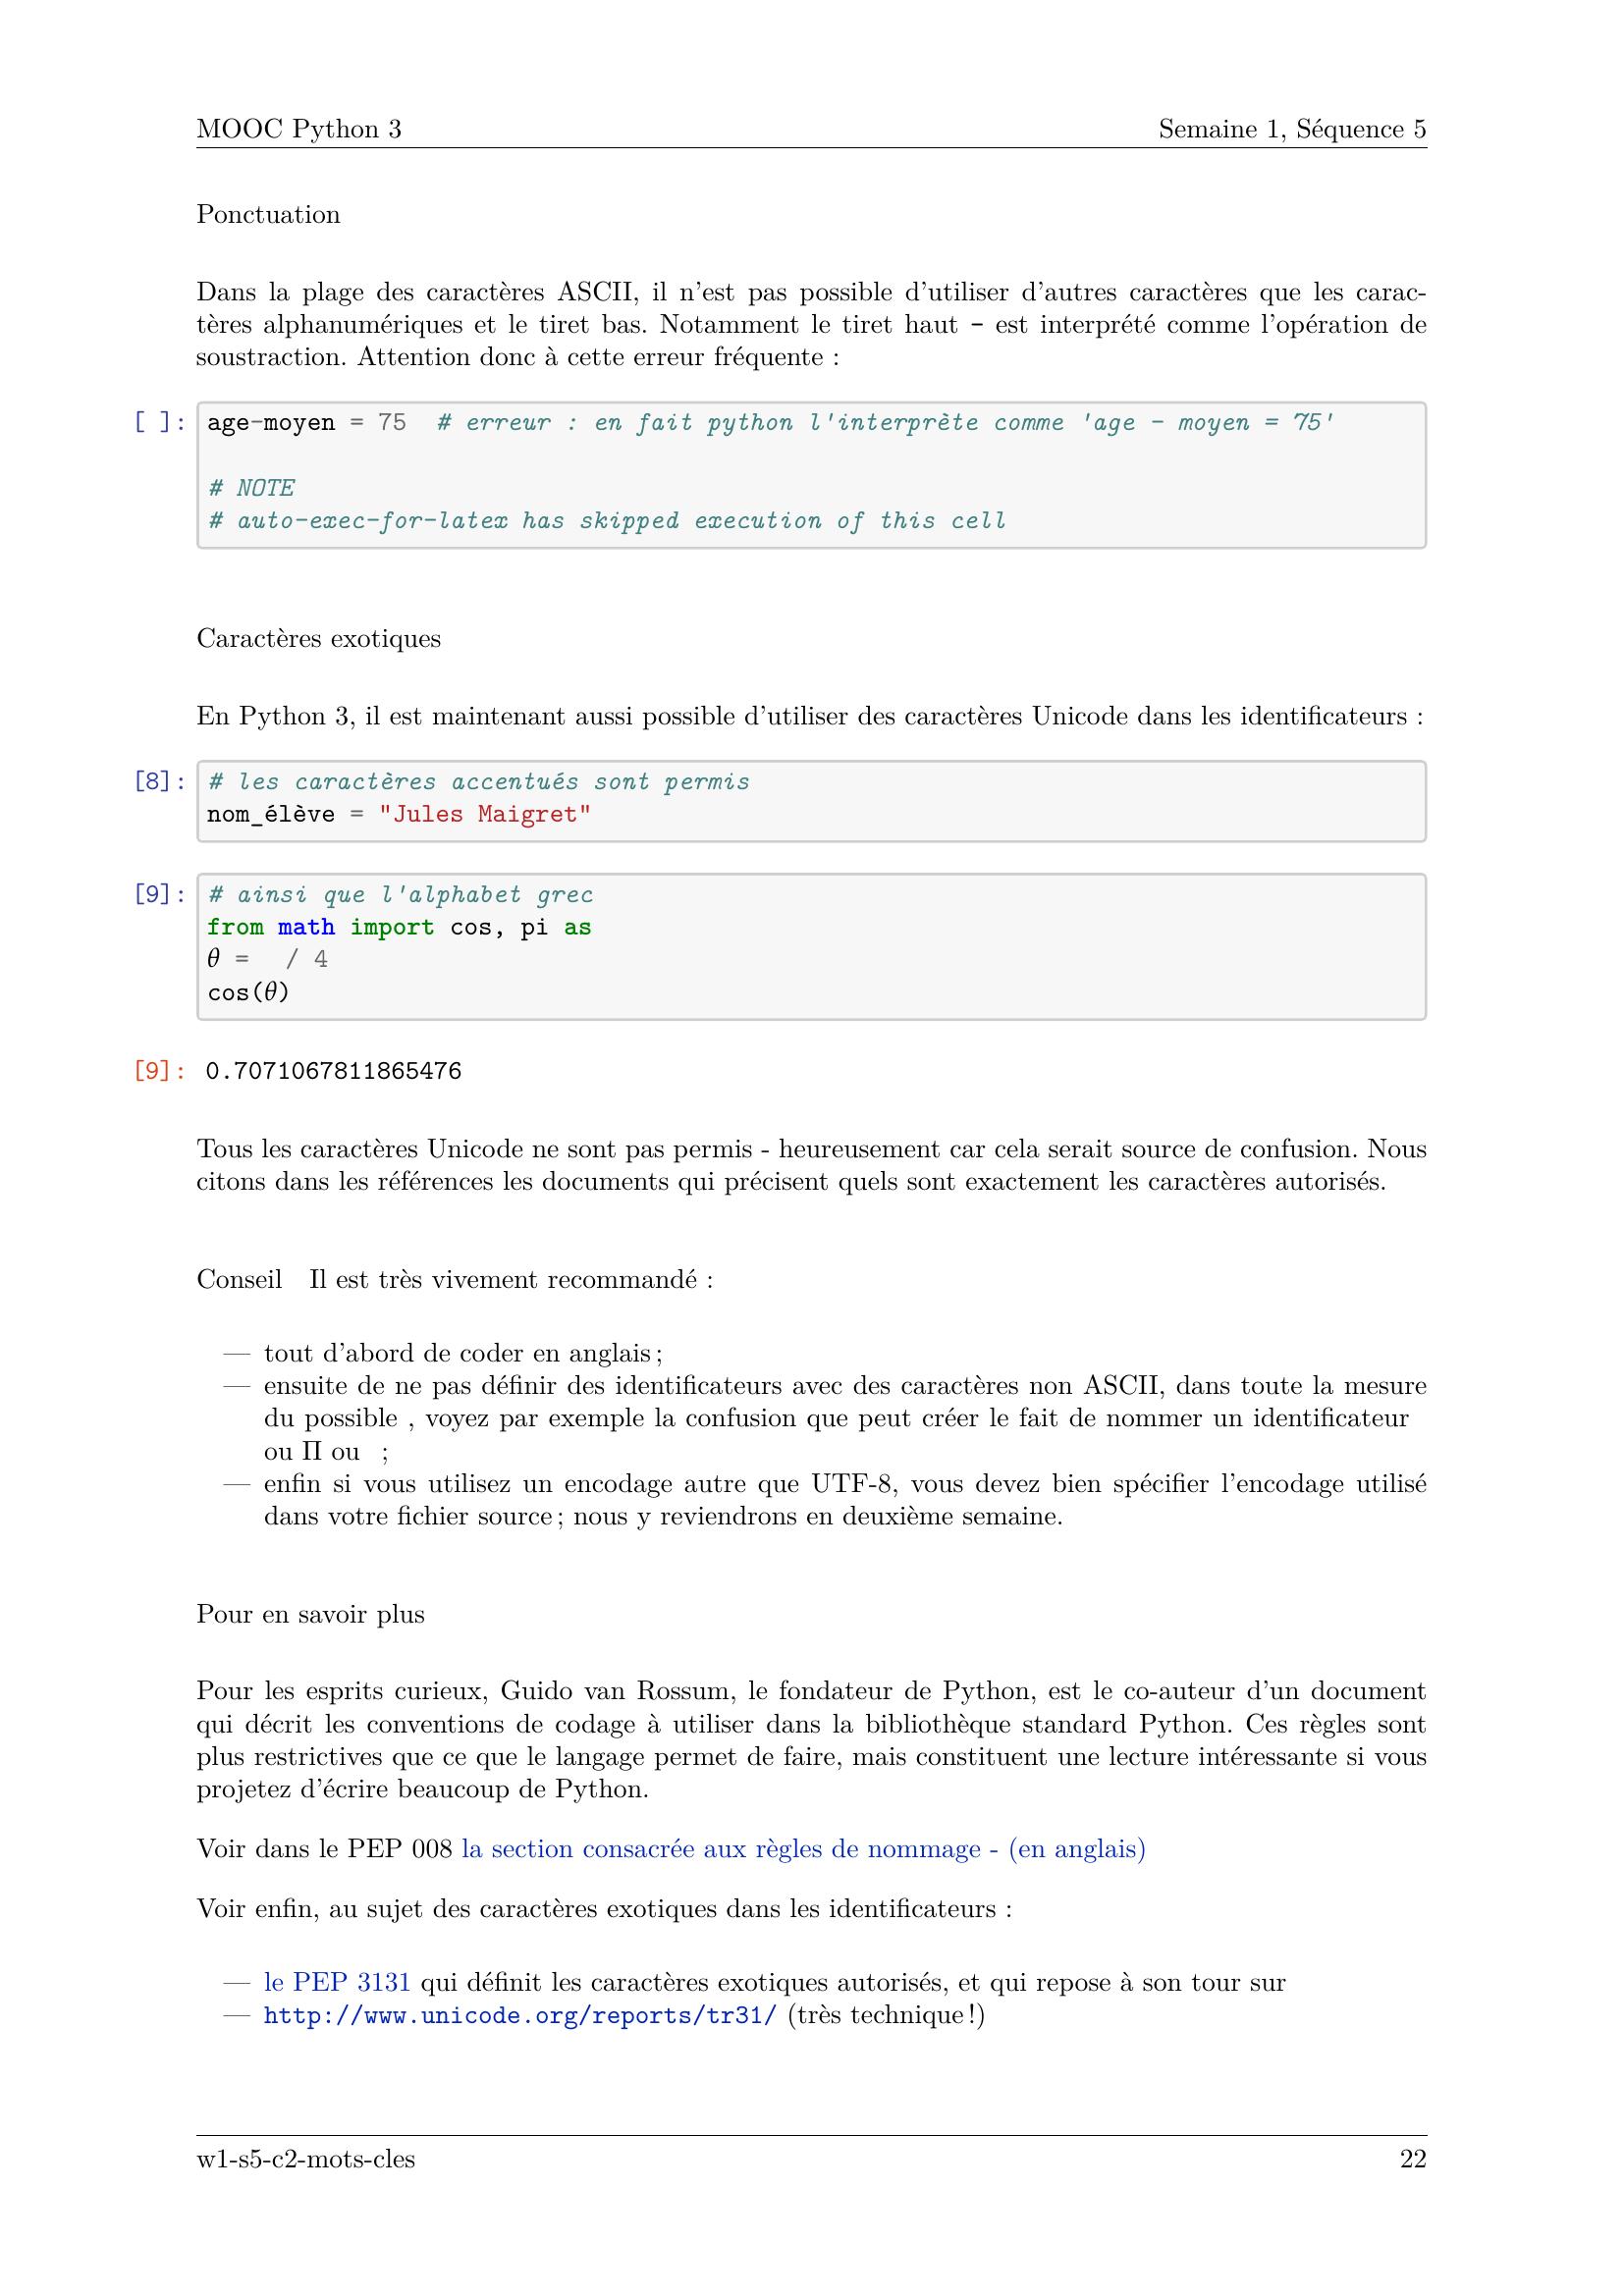 MOOC Python 3 Semaine 1, Séquence 5
Ponctuation
Dans la plage des caractères ASCII, il n'est pas possible d'utiliser d'autres caractères que les carac-
tères alphanumériques et le tiret bas. Notamment le tiret haut - est interprété comme l'opération de
soustraction. Attention donc à cette erreur fréquente :
[ ]: age-moyen = 75  # erreur : en fait python l'interprète comme 'age - moyen = 75'
# NOTE
# auto-exec-for-latex has skipped execution of this cell
Caractères exotiques
En Python 3, il est maintenant aussi possible d'utiliser des caractères Unicode dans les identificateurs :
[8]: # les caractères accentués sont permis
nom_élève = "Jules Maigret"
[9]: # ainsi que l'alphabet grec
from math import cos, pi as
θ =   / 4
cos(θ)
[9]: 0.7071067811865476
Tous les caractères Unicode ne sont pas permis - heureusement car cela serait source de confusion. Nous
citons dans les références les documents qui précisent quels sont exactement les caractères autorisés.
Conseil Il est très vivement recommandé :
— tout d'abord de coder en anglais ;
— ensuite de ne pas définir des identificateurs avec des caractères non ASCII, dans toute la mesure
du possible , voyez par exemple la confusion que peut créer le fait de nommer un identificateur
ou Π ou  ;
— enfin si vous utilisez un encodage autre que UTF-8, vous devez bien spécifier l'encodage utilisé
dans votre fichier source ; nous y reviendrons en deuxième semaine.
Pour en savoir plus
Pour les esprits curieux, Guido van Rossum, le fondateur de Python, est le co-auteur d'un document
qui décrit les conventions de codage à utiliser dans la bibliothèque standard Python. Ces règles sont
plus restrictives que ce que le langage permet de faire, mais constituent une lecture intéressante si vous
projetez d'écrire beaucoup de Python.
Voir dans le PEP 008 la section consacrée aux règles de nommage - (en anglais)
Voir enfin, au sujet des caractères exotiques dans les identificateurs :
— le PEP 3131 qui définit les caractères exotiques autorisés, et qui repose à son tour sur
— http://www.unicode.org/reports/tr31/ (très technique !)
w1-s5-c2-mots-cles 22